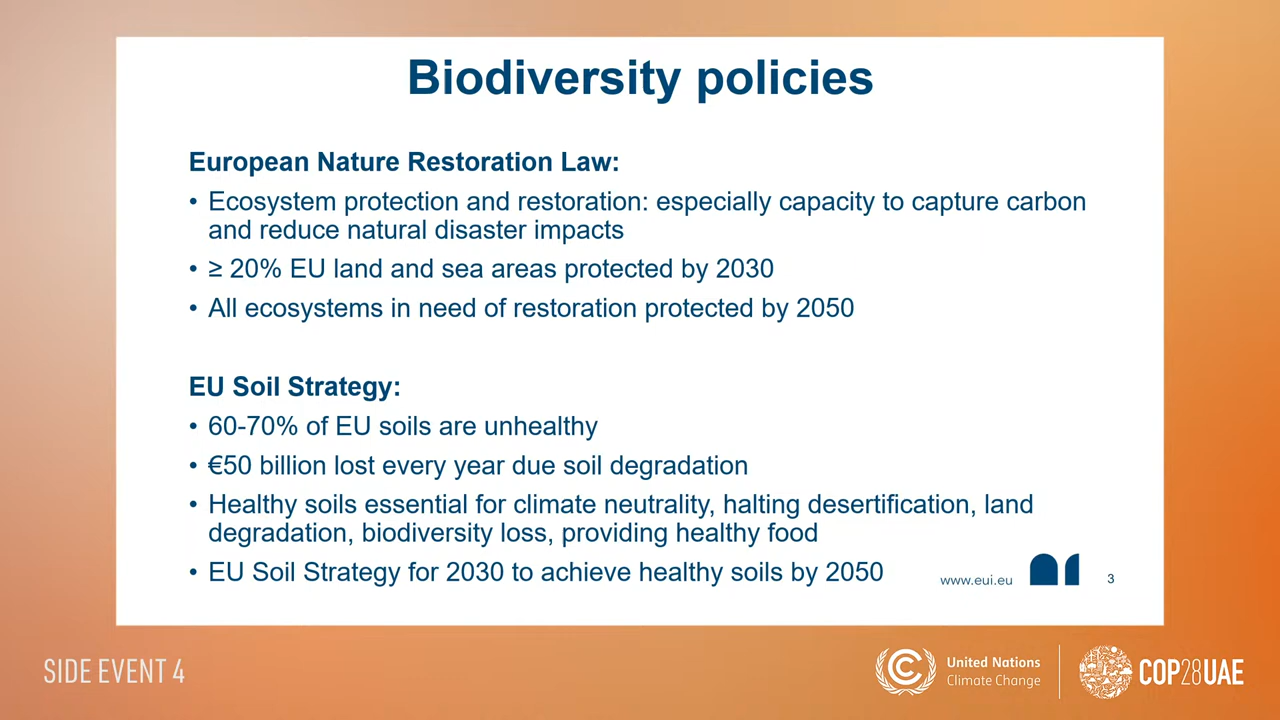 Biodiversity policies
European Nature Restoration Law:
• Ecosystem protection and restoration: especially capacity to capture carbon
and reduce natural disaster impacts
• ≥ 20% EU land and sea areas protected by 2030
• All ecosystems in need of restoration protected by 2050
EU Soil Strategy:
• 60-70% of EU soils are unhealthy
• €50 billion lost every year due soil degradation
• Healthy soils essential for climate neutrality, halting desertification, land
degradation, biodiversity loss, providing healthy food
• EU Soil Strategy for 2030 to achieve healthy soils by 2050
www.eui.eu
3
SIDE EVENT 4
United Nations
Climate Change
COP28UAE